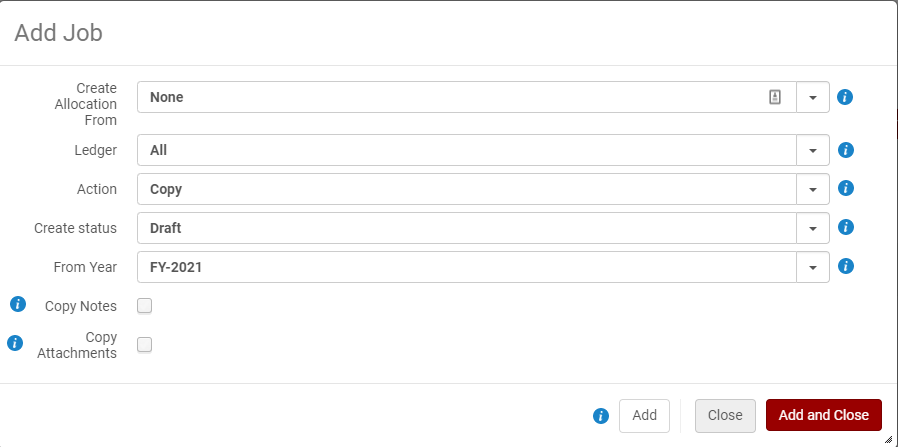 Add Job
Create
Allocation
From
None
Ledger
All
Action
Copy
Create status
Draft
From Year
FY-2021
Copy Notes
Copy
Attachments
Add
Close
Add and Close